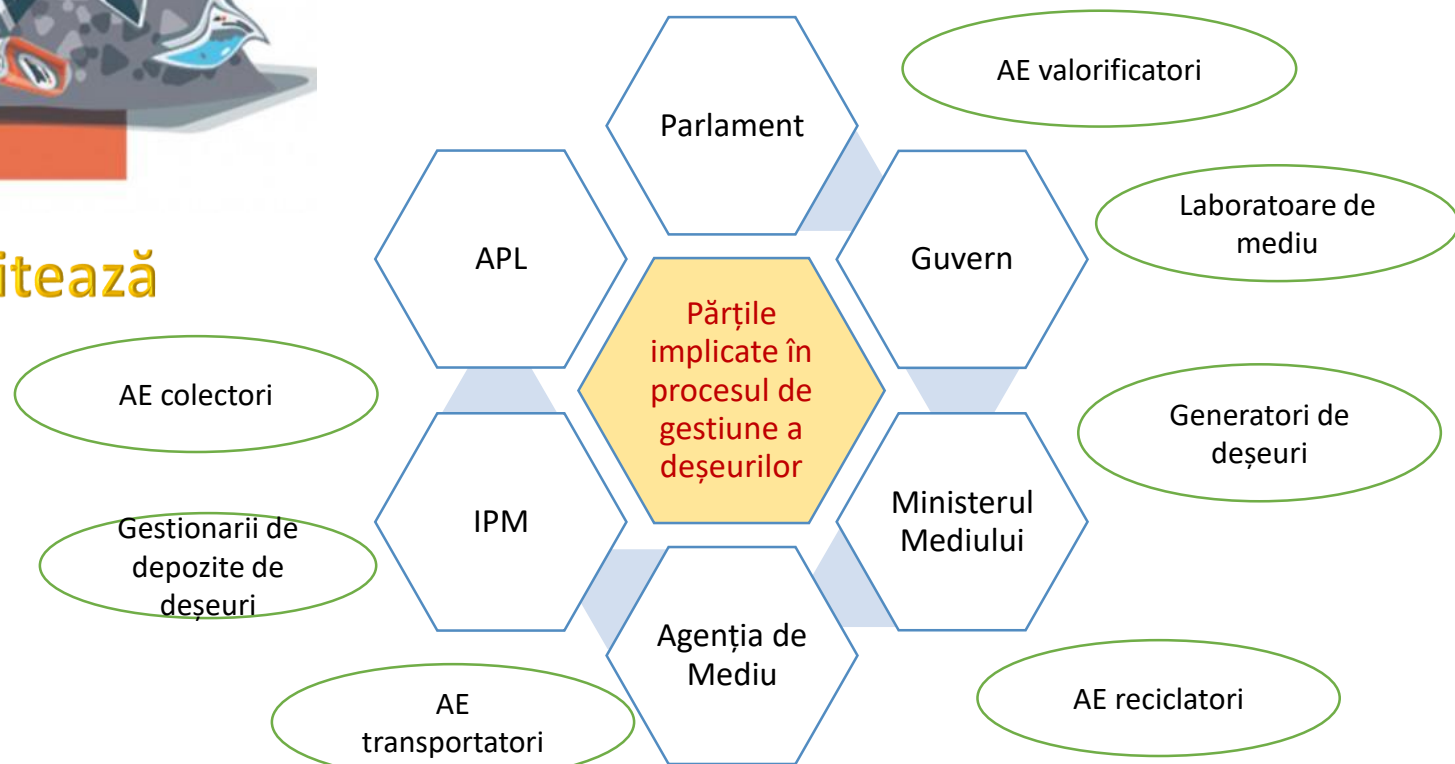 AE valorificatori
Parlament
Laboratoare de
mediu
APL
Guvern
itează
Părțile
implicate în
procesul de
gestiune a
deșeurilor
AE colectori
Generatori de
deșeuri
IPM
Ministerul
Mediului
Gestionarii de
depozite de
deșeuri
Agenția de
Mediu
AE
transportatori
AE reciclatori